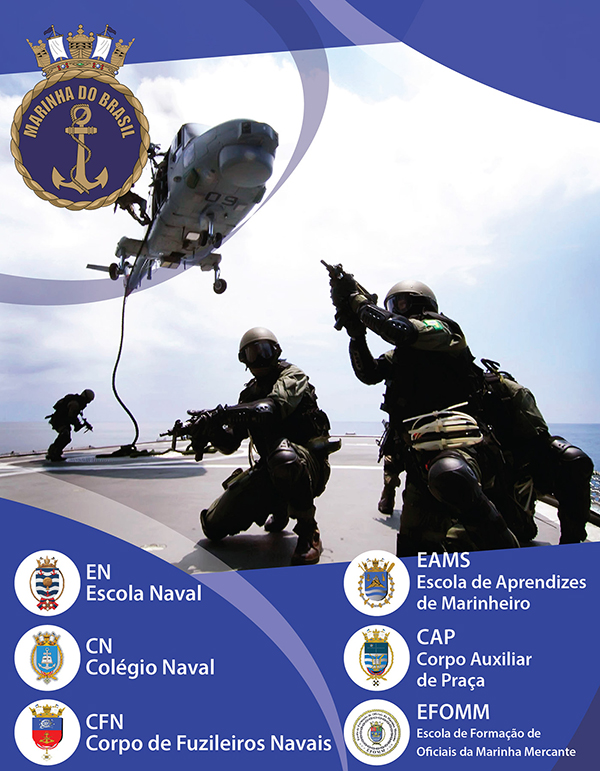 MARINHA DO BRASIL
09
EN
Escola Naval
CN
Colégio Naval
CFN
Corpo de Fuzileiros Navais
EAMS
Escola de Aprendizes
de Marinheiro
CAP
Corpo Auxiliar
de Praça
EFOMM
Escola de Formação de
Oficiais da Marinha Mercante